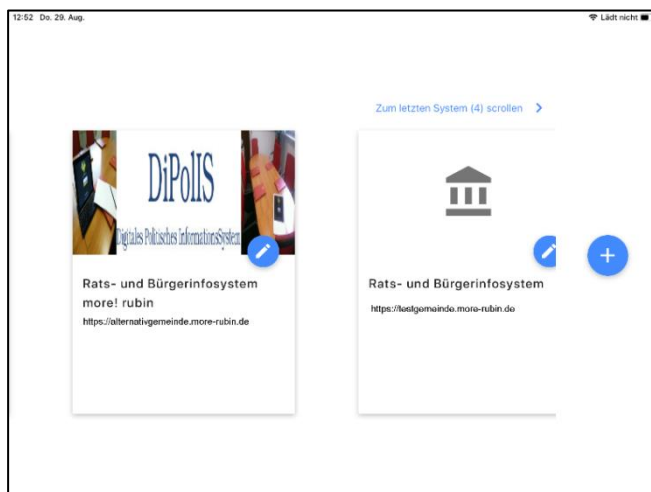 12:52 Do. 29. Aug.
Lädt nicht
Zum letzten System (4) scrollen
DiPolIS
Digitales Politisches InformationsSystem
Rats- und Bürgerinfosystem
more! rubin
https://alternativgemeinde.more-rubin.de
Rats- und Bürgerinfosystem
https://testgemeinde.more-rubin.de